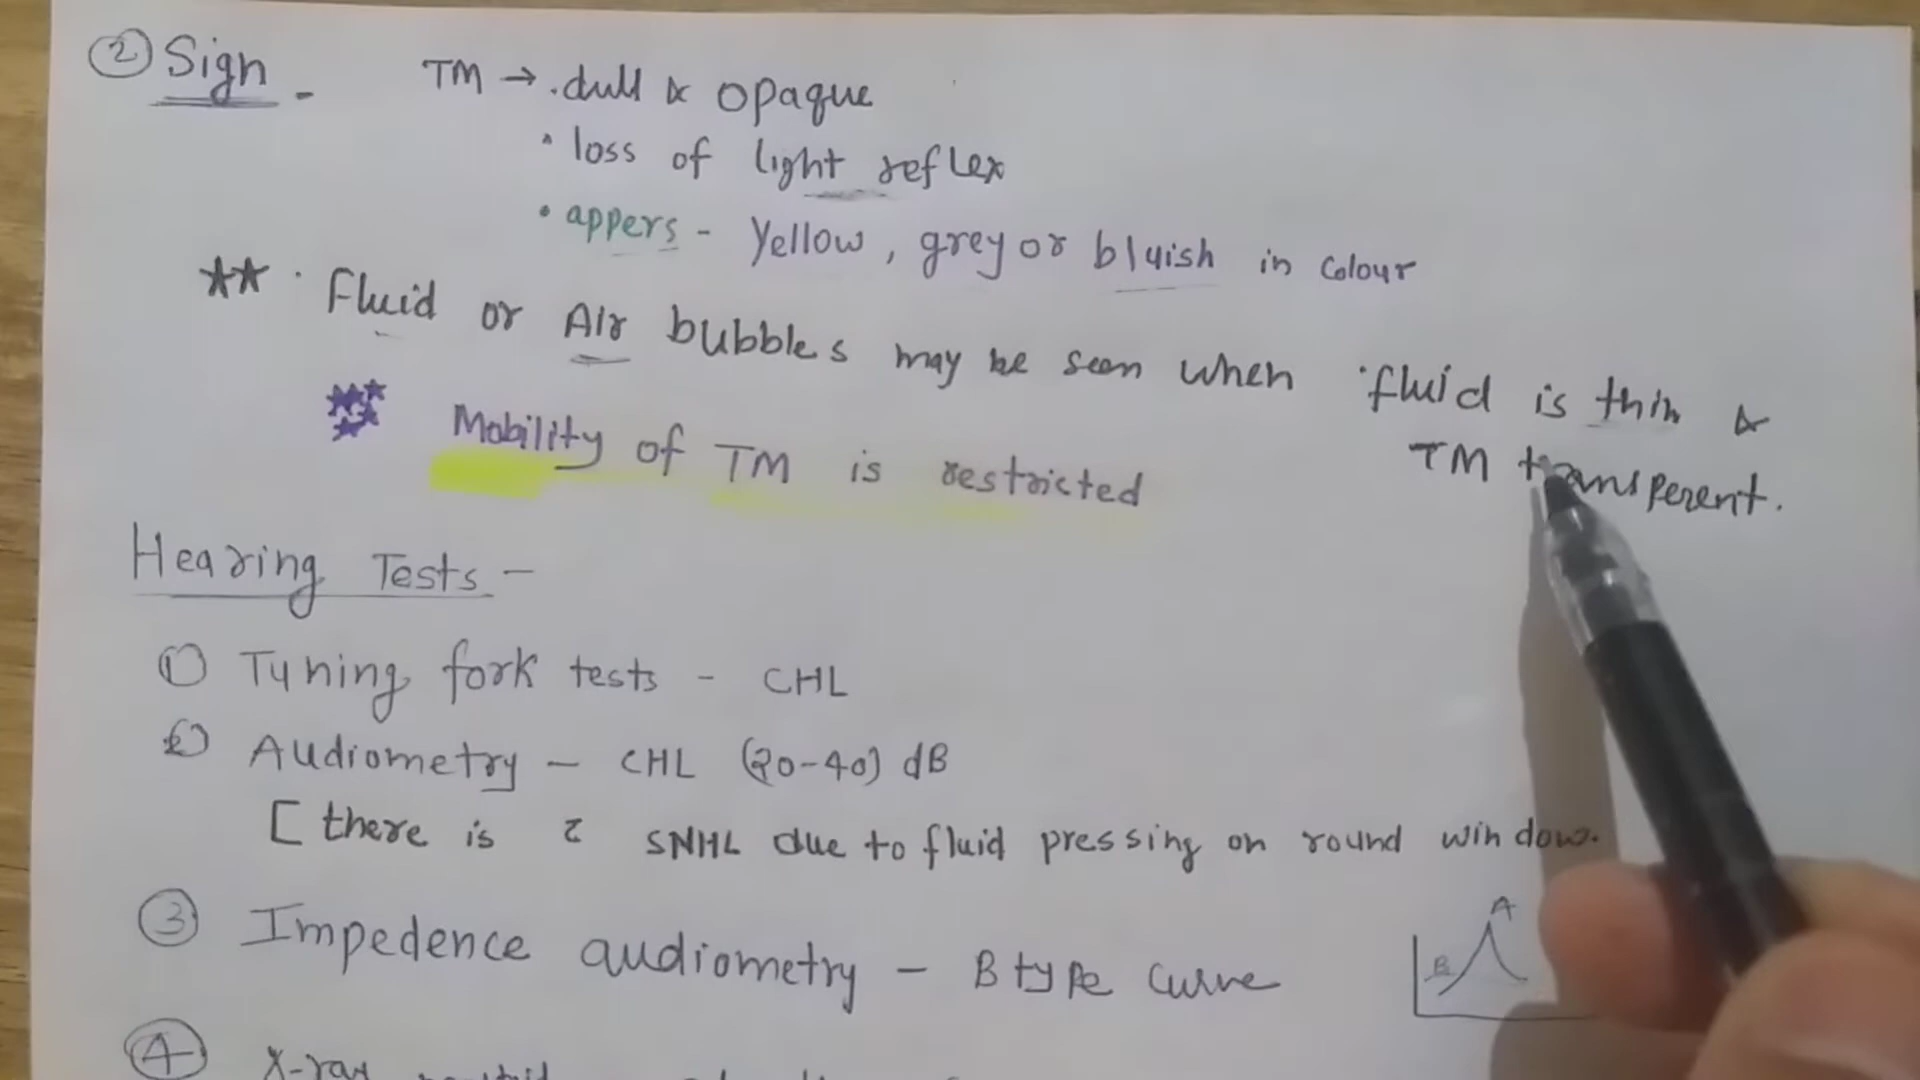 ② Sign - TM → . dull & opaque
• loss of light reflex
• appers - Yellow, grey or bluish in colour
** · Fluid or Air bubbles may be seen when fluid is thin &
TM transperent.
Mobility of TM is restricted
Hearing Tests -
① Tuning fork tests - CHL
② Audiometry - CHL (20-40) dB
[ there is SNHL due to fluid pressing on round window.
③ Impedence audiometry - B type curve
A
B
④ X-ray